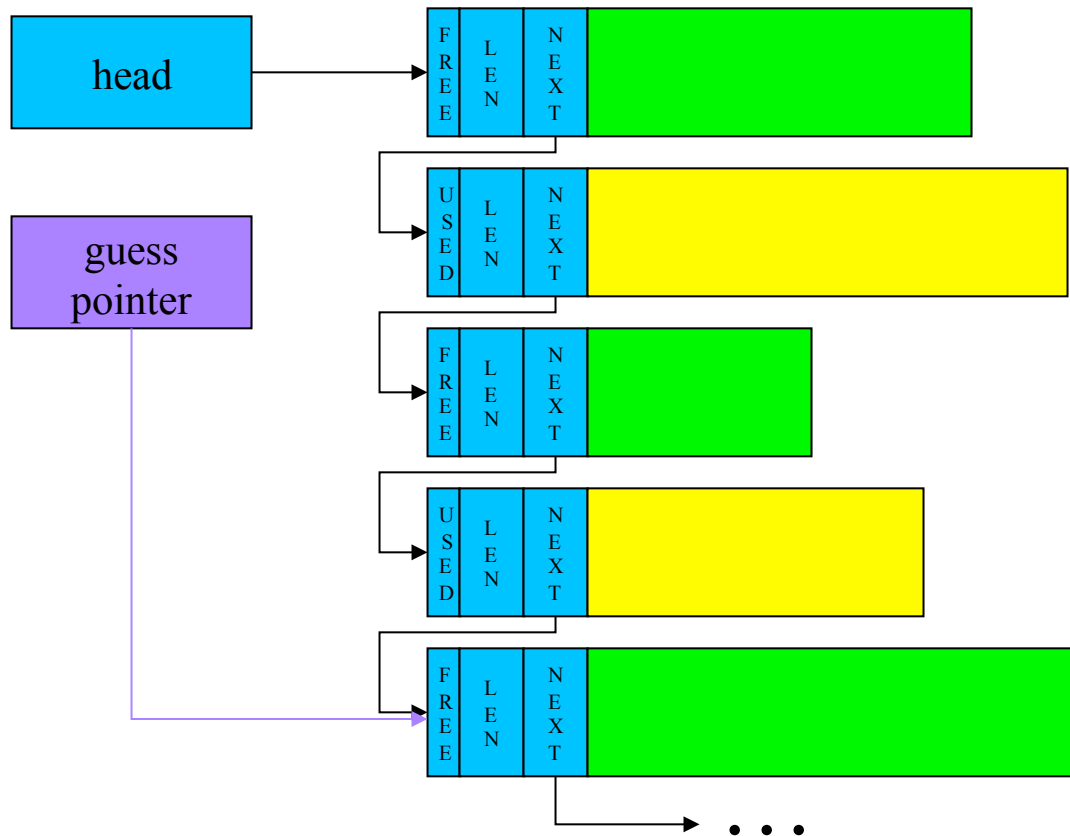 head
FREE LEN NEXT
USED LEN NEXT
guess
pointer
FREE LEN NEXT
USED LEN NEXT
FREE LEN NEXT
. . .